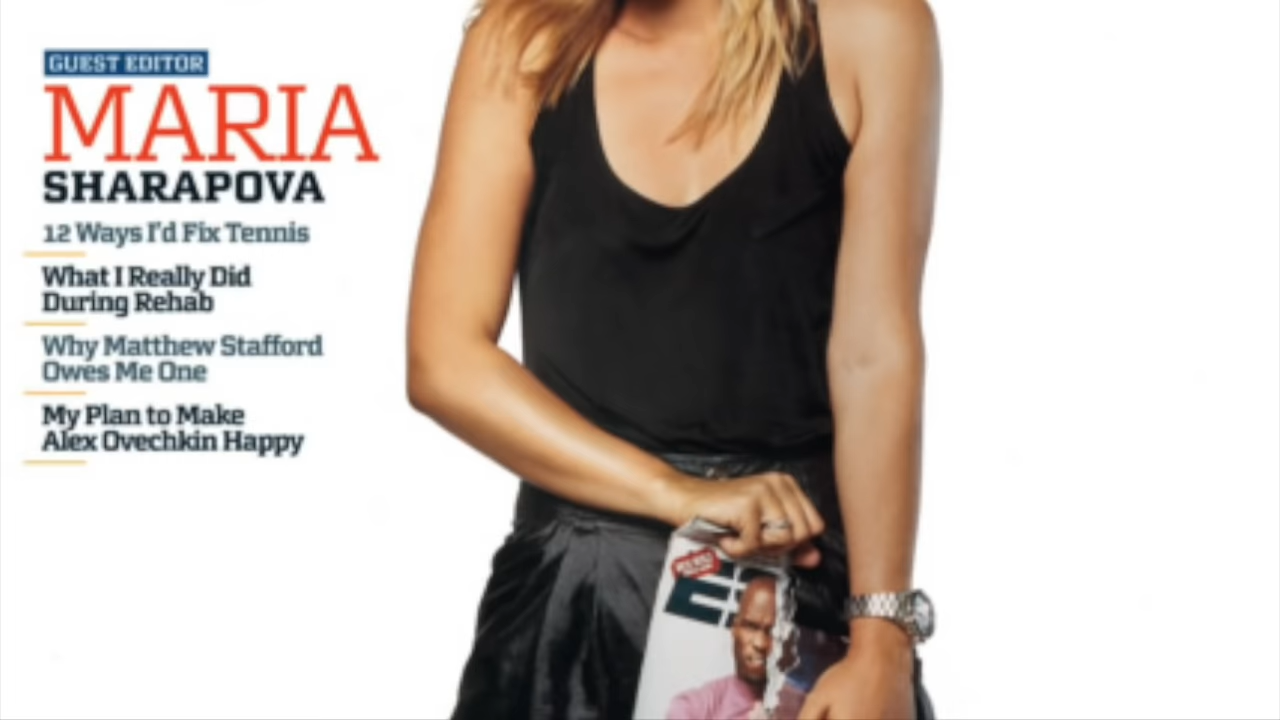 GUEST EDITOR
MARIA
SHARAPOVA
12 Ways I'd Fix Tennis
What I Really Did
During Rehab
Why Matthew Stafford
Owes Me One
My Plan to Make
Alex Ovechkin Happy